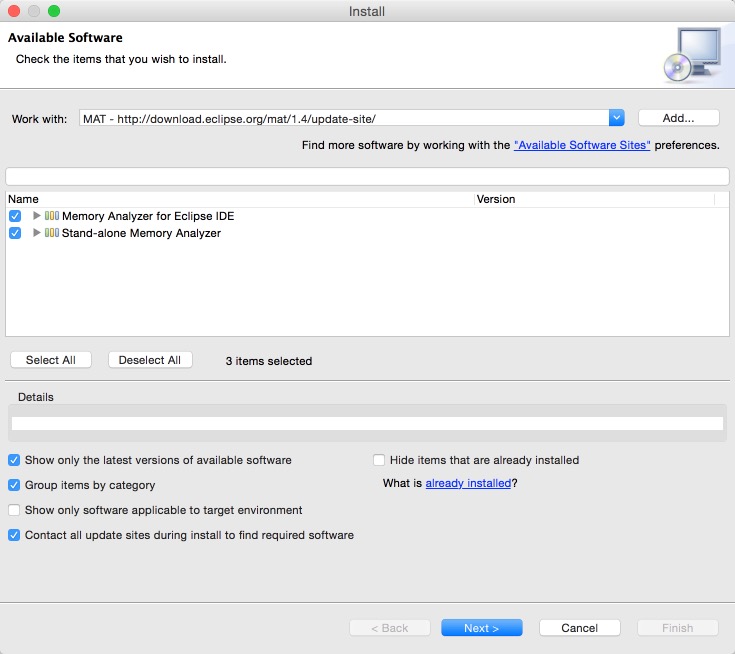 Install
Available Software
Check the items that you wish to install.
Work with: MAT - http://download.eclipse.org/mat/1.4/update-site/ Add...
Find more software by working with the "Available Software Sites" preferences.
Name Version
Memory Analyzer for Eclipse IDE
Stand-alone Memory Analyzer
Select All Deselect All 3 items selected
Details
Show only the latest versions of available software Hide items that are already installed
Group items by category What is already installed?
Show only software applicable to target environment
Contact all update sites during install to find required software
< Back Next > Cancel Finish